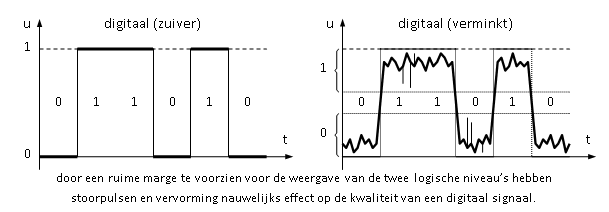 u digitaal (zuiver)
1
0 1 1 0 1 0
0
t
u digitaal (verminkt)
1
0 1 1 0 1 0
0
t
door een ruime marge te voorzien voor de weergave van de twee logische niveau's hebben
stoorpulsen en vervorming nauwelijks effect op de kwaliteit van een digitaal signaal.